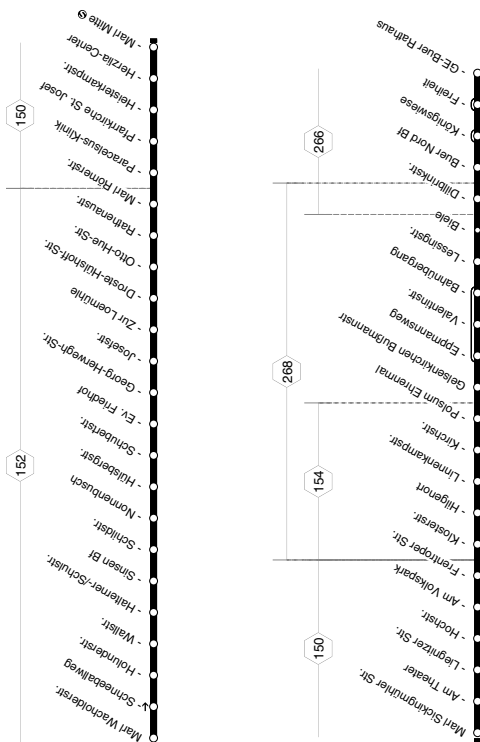 152
150
Marl Wacholderstr.
- Schneeballweg
- Holunderstr.
- Wallstr.
- Halterner-/Schulstr.
- Sinsen Bf
- Schildstr.
- Nonnenbusch
- Hülsbergstr.
- Schubertstr.
- Ev. Friedhof
- Georg-Herwegh-Str.
- Josefstr.
- Zur Loemühle
- Droste-Hülshoff-Str.
- Otto-Hue-Str.
- Rathenaustr.
- Marl Römerstr.
- Paracelsus-Klinik
- Pfarrkirche St. Josef
- Heisterkampstr.
- Herzlia-Center
- Marl Mitte S
268
150
154
266
Marl Sickingmühler Str.
- Am Theater
- Liegnitzer Str.
- Hochstr.
- Am Volkspark
- Frentroper Str.
- Klosterstr.
- Hilgenort
- Linnenkampstr.
- Kirchstr.
- Polsum Ehrenmal
Gelsenkirchen Bußmannstr
- Eppmannsweg
- Valentinstr.
- Bahnübergang
- Lessingstr.
- Biele
- Dillbrinkstr.
- Buer Nord Bf
- Königswiese
- Freiheit
- GE-Buer Rathaus